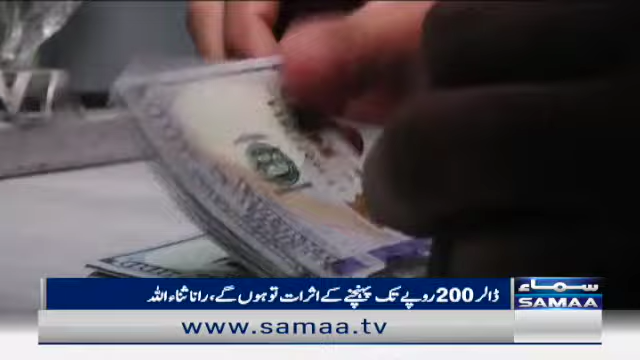 ڈالر 200 روپے تک پہنچنے کے اثرات تو ہوں گے، رانا ثناء اللہ
سماء
SAMAA
www.samaa.tv